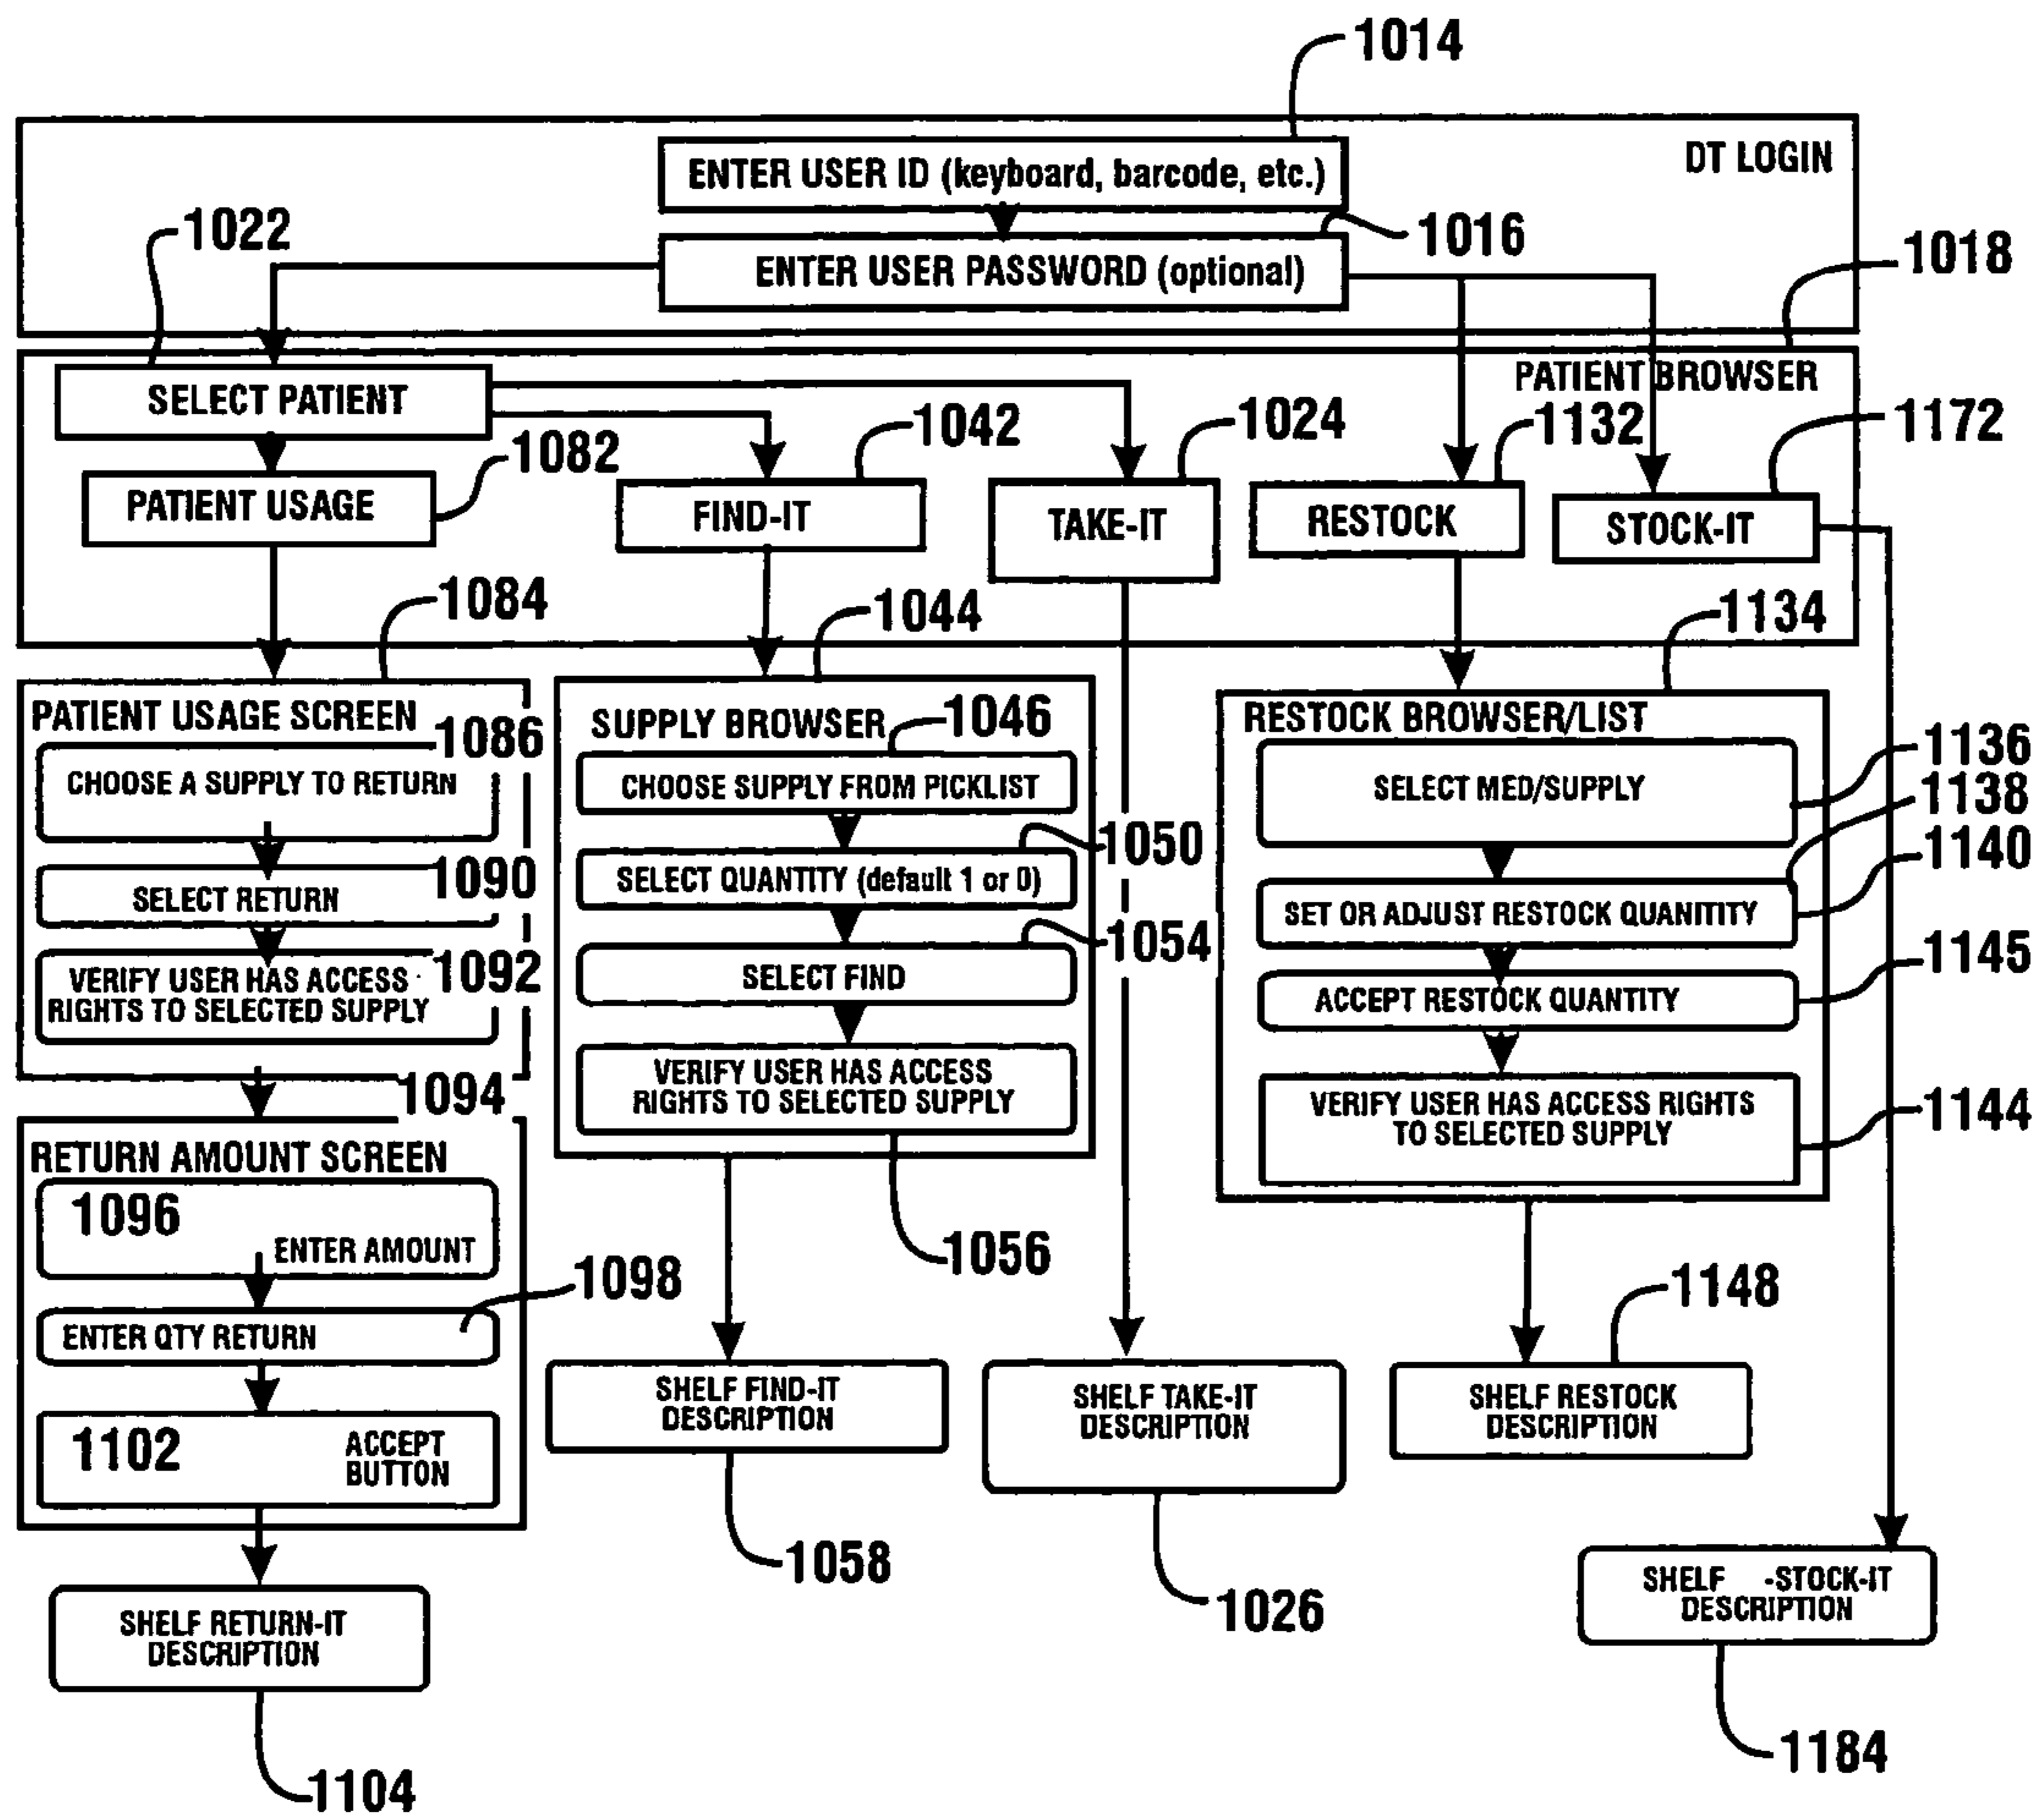 1014
DT LOGIN
ENTER USER ID (keyboard, barcode, etc.)
1022
1016
ENTER USER PASSWORD (optional)
1018
PATIENT BROWSER
SELECT PATIENT
1082
1042
1024
1132
1172
PATIENT USAGE
FIND-IT
TAKE-IT
RESTOCK
STOCK-IT
1084
1044
1134
PATIENT USAGE SCREEN
1086
CHOOSE A SUPPLY TO RETURN
1090
SELECT RETURN
1092
VERIFY USER HAS ACCESS
RIGHTS TO SELECTED SUPPLY
1094
RETURN AMOUNT SCREEN
1096
ENTER AMOUNT
1098
ENTER QTY RETURN
1102
ACCEPT
BUTTON
SHELF RETURN-IT
DESCRIPTION
1104
SUPPLY BROWSER
1046
CHOOSE SUPPLY FROM PICKLIST
1050
SELECT QUANTITY (default 1 or 0)
1054
SELECT FIND
VERIFY USER HAS ACCESS
RIGHTS TO SELECTED SUPPLY
1056
SHELF FIND-IT
DESCRIPTION
1058
SHELF TAKE-IT
DESCRIPTION
1026
RESTOCK BROWSER/LIST
1136
SELECT MED/SUPPLY
1138
1140
SET OR ADJUST RESTOCK QUANITITY
1145
ACCEPT RESTOCK QUANTITY
1144
VERIFY USER HAS ACCESS RIGHTS
TO SELECTED SUPPLY
1148
SHELF RESTOCK
DESCRIPTION
SHELF -STOCK-IT
DESCRIPTION
1184